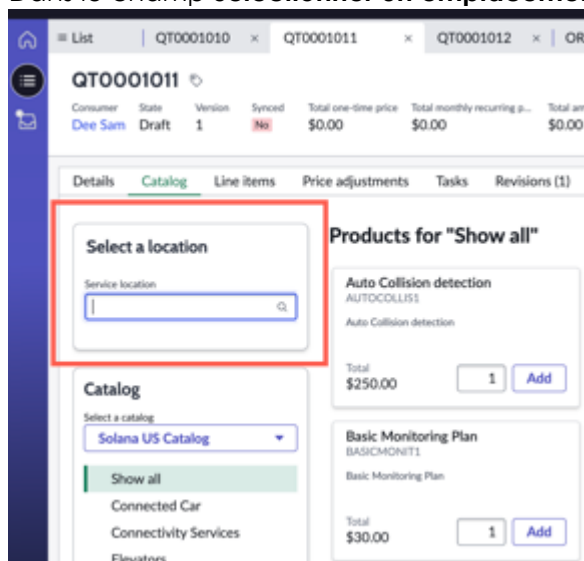 List QT0001010 × QT0001011 × QT0001012 × OR
QT0001011
Consumer State Version Synced Total one-time price Total monthly recurring p... Total
Dee Sam Draft 1 No $0.00 $0.00 $0.00
Details Catalog Line items Price adjustments Tasks Revisions (1)
Select a location
Service location
Products for "Show all"
Auto Collision detection
AUTOCOLLIS1
Auto Collision detection
Total
$250.00 1 Add
Catalog
Select a catalog
Solana US Catalog
Show all
Connected Car
Connectivity Services
Elevators
Basic Monitoring Plan
BASICMONIT1
Basic Monitoring Plan
Total
$30.00 1 Add